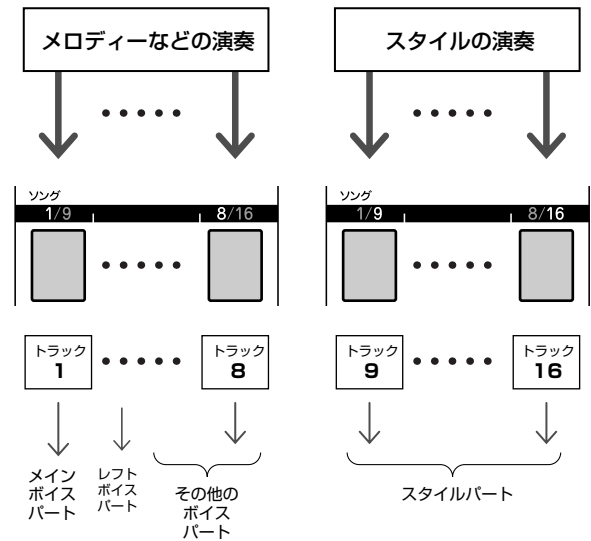 メロディーなどの演奏
スタイルの演奏
ソング
1/9
8/16
ソング
1/9
8/16
トラック
1
トラック
8
トラック
9
トラック
16
メイン
ボイス
パート
レフト
ボイス
パート
その他の
ボイス
パート
スタイルパート